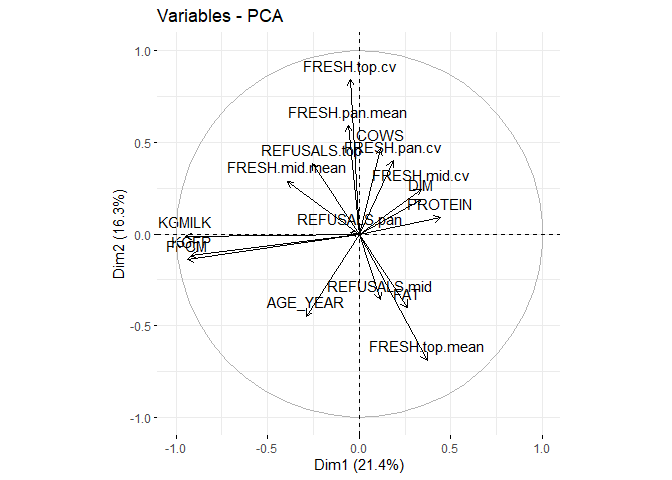 Variables - PCA
1.0
FRESH.top.cv
FRESH.pan.mean
0.5
COWS
REFUSALS.top
FRESH.pan.cv
FRESH.mid.mean
FRESH.mid.cv
DIM
PROTEIN
KGMILK
REFUSALS.pan
0.0
FPCM
REFUSALS.mid
FAT
AGE_YEAR
-0.5
FRESH.top.mean
-1.0
-1.0 -0.5 0.0 0.5 1.0
Dim1 (21.4%)
Dim2 (16.3%)